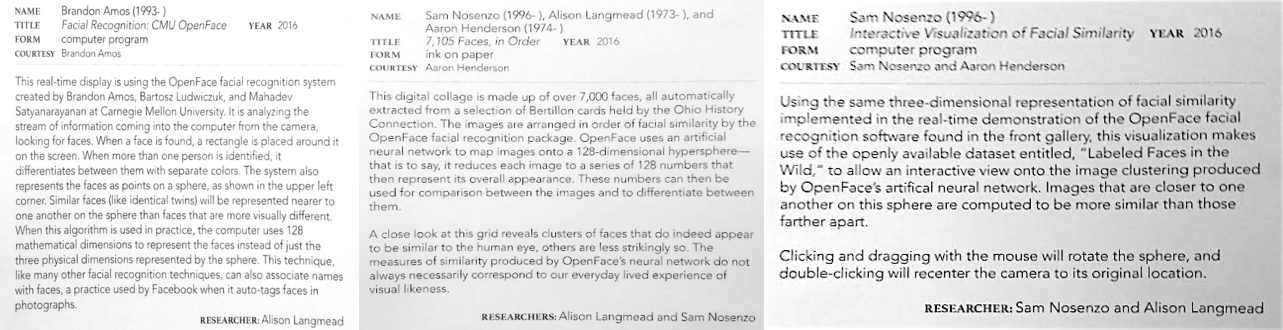 NAME Brandon Amos (1993- )
TITLE Facial Recognition: CMU OpenFace YEAR 2016
FORM computer program
COURTESY Brandon Amos
This real-time display is using the OpenFace facial recognition system
created by Brandon Amos, Bartosz Ludwiczuk, and Mahadev
Satyanarayanan at Carnegie Mellon University. It is analyzing the
stream of information coming into the computer from the camera,
looking for faces. When a face is found, a rectangle is placed around it
on the screen. When more than one person is identified, it
differentiates between them with separate colors. The system also
represents the faces as points on a sphere, as shown in the upper left
corner. Similar faces (like identical twins) will be represented nearer to
one another on the sphere than faces that are more visually different.
When this algorithm is used in practice, the computer uses 128
mathematical dimensions to represent the faces instead of just the
three physical dimensions represented by the sphere. This technique,
like many other facial recognition techniques, can also associate names
with faces, a practice used by Facebook when it auto-tags faces in
photographs.
RESEARCHER: Alison Langmead
NAME Sam Nosenzo (1996- ), Alison Langmead (1973- ), and
Aaron Henderson (1974- )
TITLE 7,105 Faces, in Order YEAR 2016
FORM ink on paper
COURTESY Aaron Henderson
This digital collage is made up of over 7,000 faces, all automatically
extracted from a selection of Bertillon cards held by the Ohio History
Connection. The images are arranged in order of facial similarity by the
OpenFace facial recognition package. OpenFace uses an artificial
neural network to map images onto a 128-dimensional hypersphere—
that is to say, it reduces each image to a series of 128 numbers that
then represent its overall appearance. These numbers can then be
used for comparison between the images and to differentiate between
them.
A close look at this grid reveals clusters of faces that do indeed appear
to be similar to the human eye, others are less strikingly so. The
measures of similarity produced by OpenFace's neural network do not
always necessarily correspond to our everyday lived experience of
visual likeness.
RESEARCHERS: Alison Langmead and Sam Nosenzo
NAME Sam Nosenzo (1996- )
TITLE Interactive Visualization of Facial Similarity YEAR 2016
FORM computer program
COURTESY Sam Nosenzo and Aaron Henderson
Using the same three-dimensional representation of facial similarity
implemented in the real-time demonstration of the OpenFace facial
recognition software found in the front gallery, this visualization makes
use of the openly available dataset entitled, "Labeled Faces in the
Wild," to allow an interactive view onto the image clustering produced
by OpenFace's artifical neural network. Images that are closer to one
another on this sphere are computed to be more similar than those
farther apart.
Clicking and dragging with the mouse will rotate the sphere, and
double-clicking will recenter the camera to its original location.
RESEARCHER: Sam Nosenzo and Alison Langmead